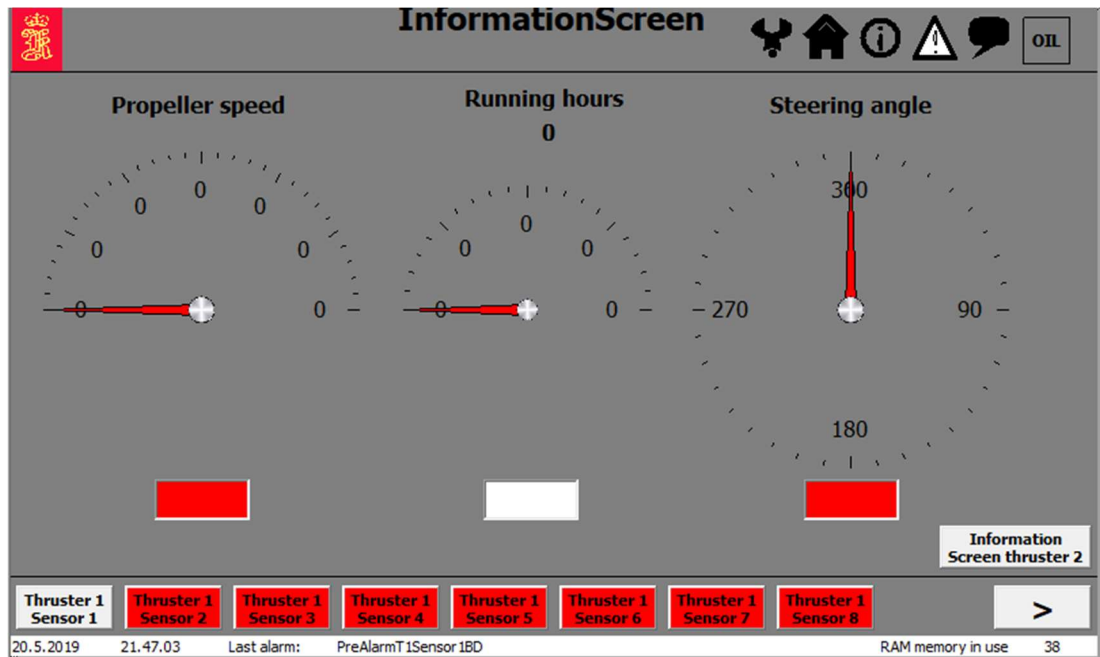 InformationScreen
OIL
Propeller speed
Running hours
Steering angle
0
0
0
0
0
0
0
0
0
0
0
0
0
360
270
90
180
Information
Screen thruster 2
Thruster 1
Sensor 1
Thruster 1
Sensor 2
Thruster 1
Sensor 3
Thruster 1
Sensor 4
Thruster 1
Sensor 5
Thruster 1
Sensor 6
Thruster 1
Sensor 7
Thruster 1
Sensor 8
>
20.5.2019 21.47.03 Last alarm: PreAlarmT1Sensor1BD RAM memory in use 38